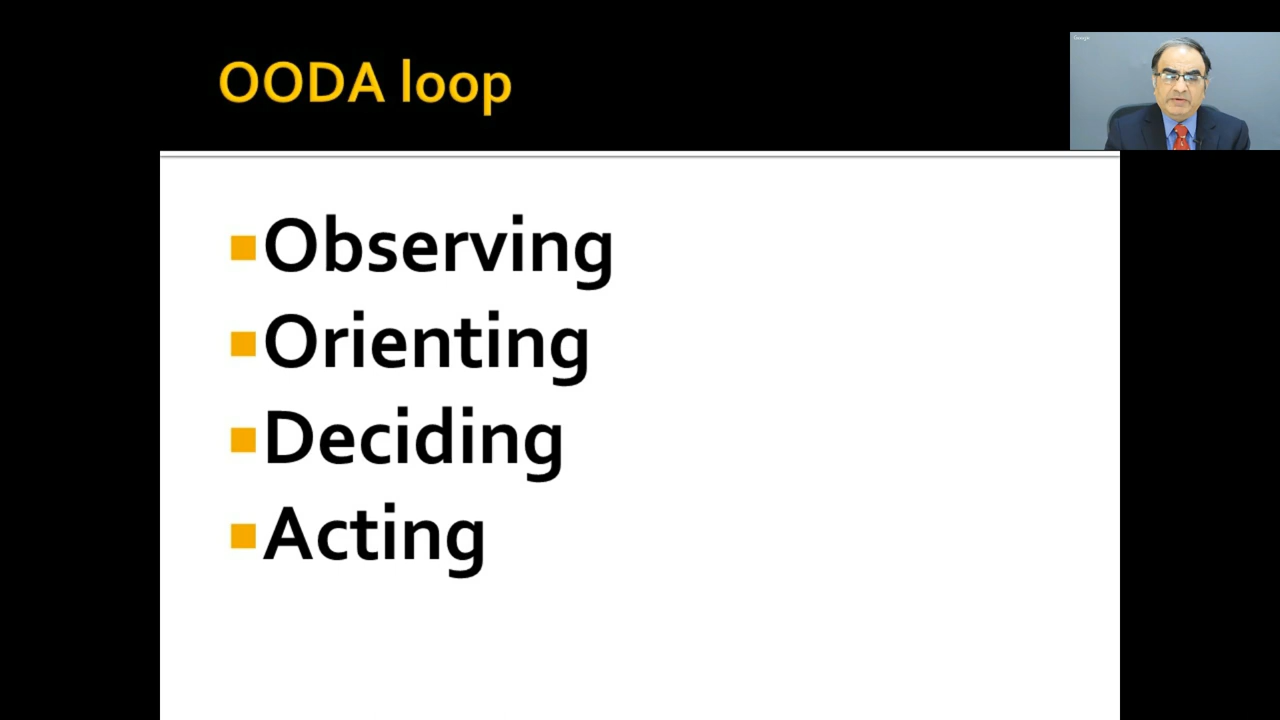 OODA loop
Observing
Orienting
Deciding
Acting